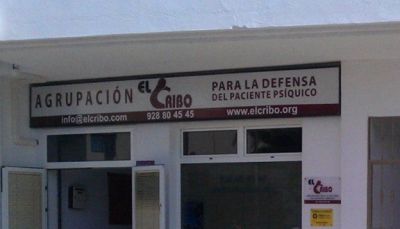 AGRUPACIÓN EL CRIBO PARA LA DEFENSA
DEL PACIENTE PSÍQUICO
info@elcribo.com 928 80 45 45 www.elcribo.org
EL CRIBO